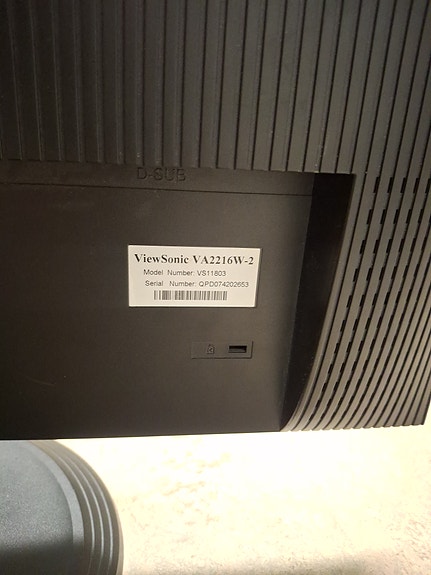 D-SUB
ViewSonic VA2216W-2
Model Number: VS11803
Serial Number: QPD074202653